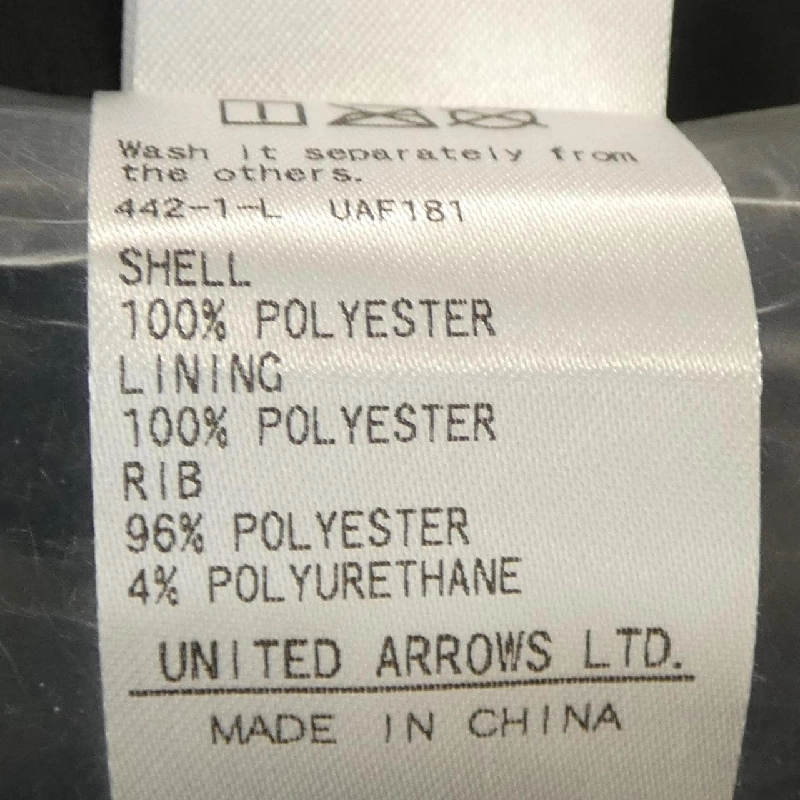 Wash it separately from
the others.
442-1-L UAF181
SHELL
100% POLYESTER
LINING
100% POLYESTER
RIB
96% POLYESTER
4% POLYURETHANE
UNITED ARROWS LTD.
MADE IN CHINA